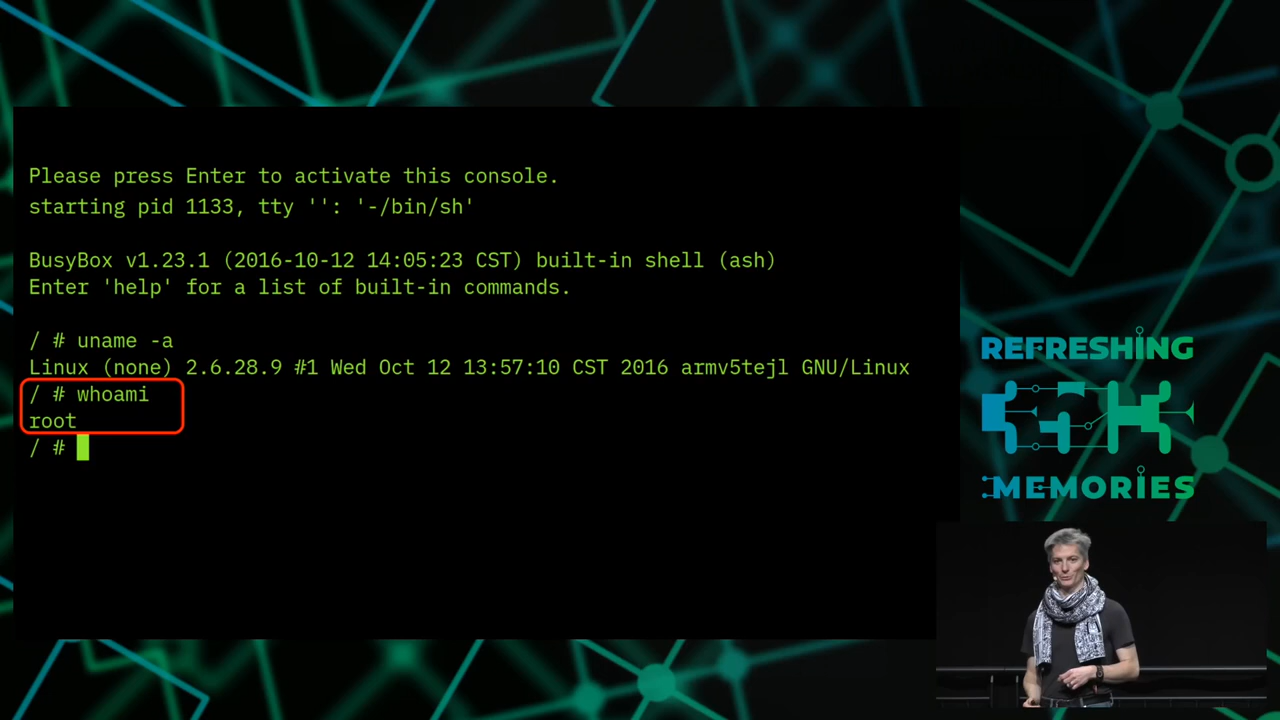 Please press Enter to activate this console.
starting pid 1133, tty '': '-/bin/sh'
BusyBox v1.23.1 (2016-10-12 14:05:23 CST) built-in shell (ash)
Enter 'help' for a list of built-in commands.
/ # uname -a
Linux (none) 2.6.28.9 #1 Wed Oct 12 13:57:10 CST 2016 armv5tejl GNU/Linux
/ # whoami
root
/ #
REFRESHING
MEMORIES